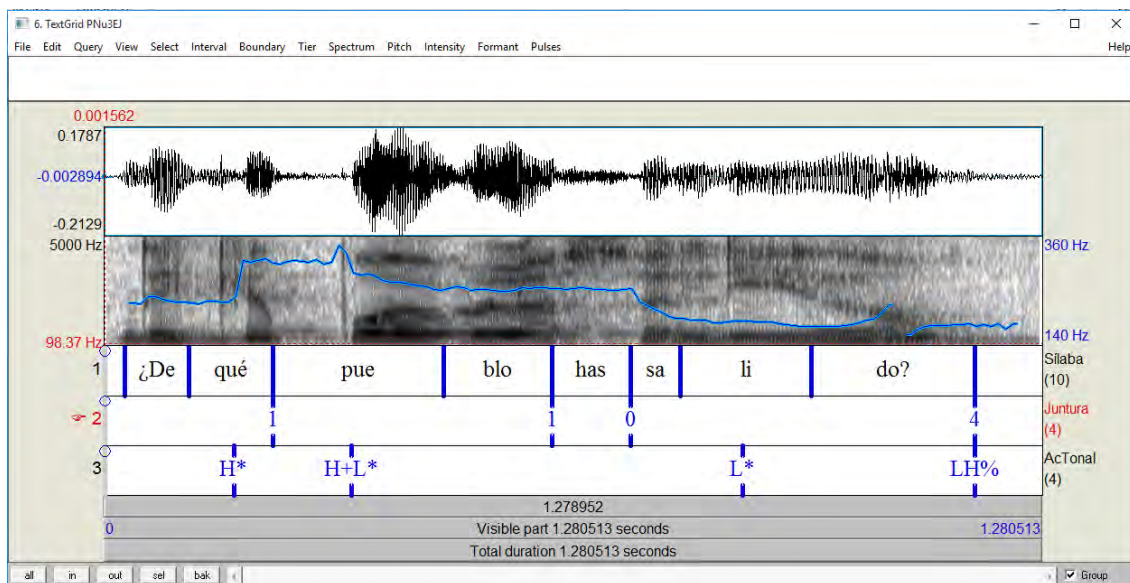 6. TextGrid PNu3EJ
File Edit Query View Select Interval Boundary Tier Spectrum Pitch Intensity Formant Pulses Help
0.001562
0.1787
-0.002894
-0.2129
5000 Hz 360 Hz
98.37 Hz 140 Hz
1 ¿De qué pue blo has sa li do? Sílaba (10)
2 1 1 0 4 Juntura (4)
3 H* H+L* L* LH% AcTonal (4)
1.278952
0 Visible part 1.280513 seconds 1.280513
Total duration 1.280513 seconds
all in out sel bak Group